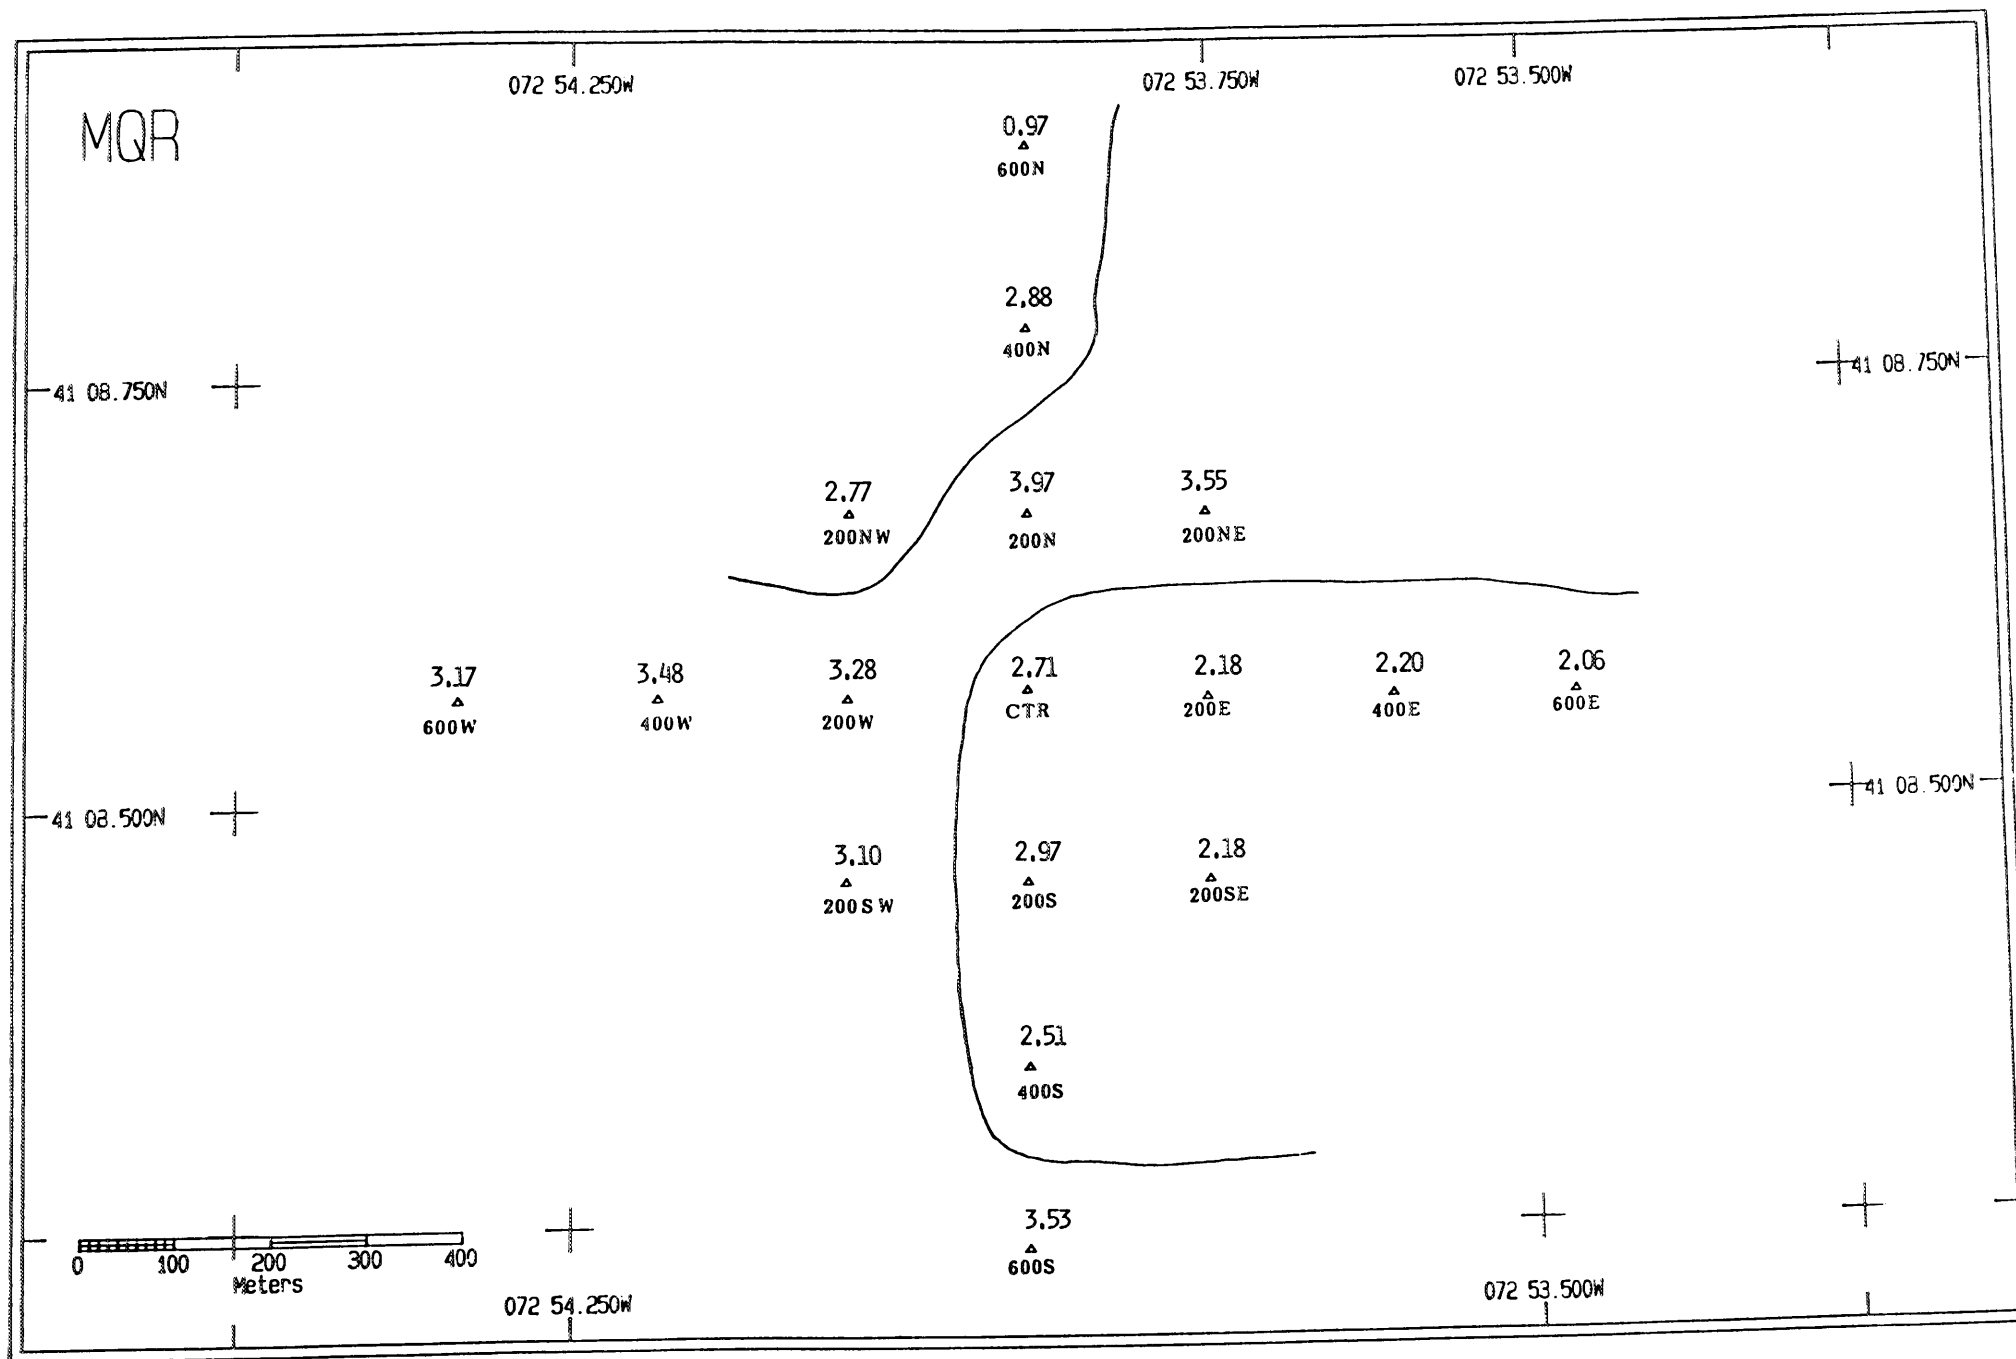 072 54.250W 072 53.750W 072 53.500W
MQR
0.97
600N
2.88
400N
41 08.750N 41 08.750N
2.77 3.97 3.55
200NW 200N 200NE
3.17 3.48 3.28 2.71 2.18 2.20 2.06
600W 400W 200W CTR 200E 400E 600E
41 08.500N 41 08.500N
3.10 2.97 2.18
200SW 200S 200SE
2.51
400S
3.53
600S
0 100 200 300 400
Meters
072 54.250W 072 53.500W